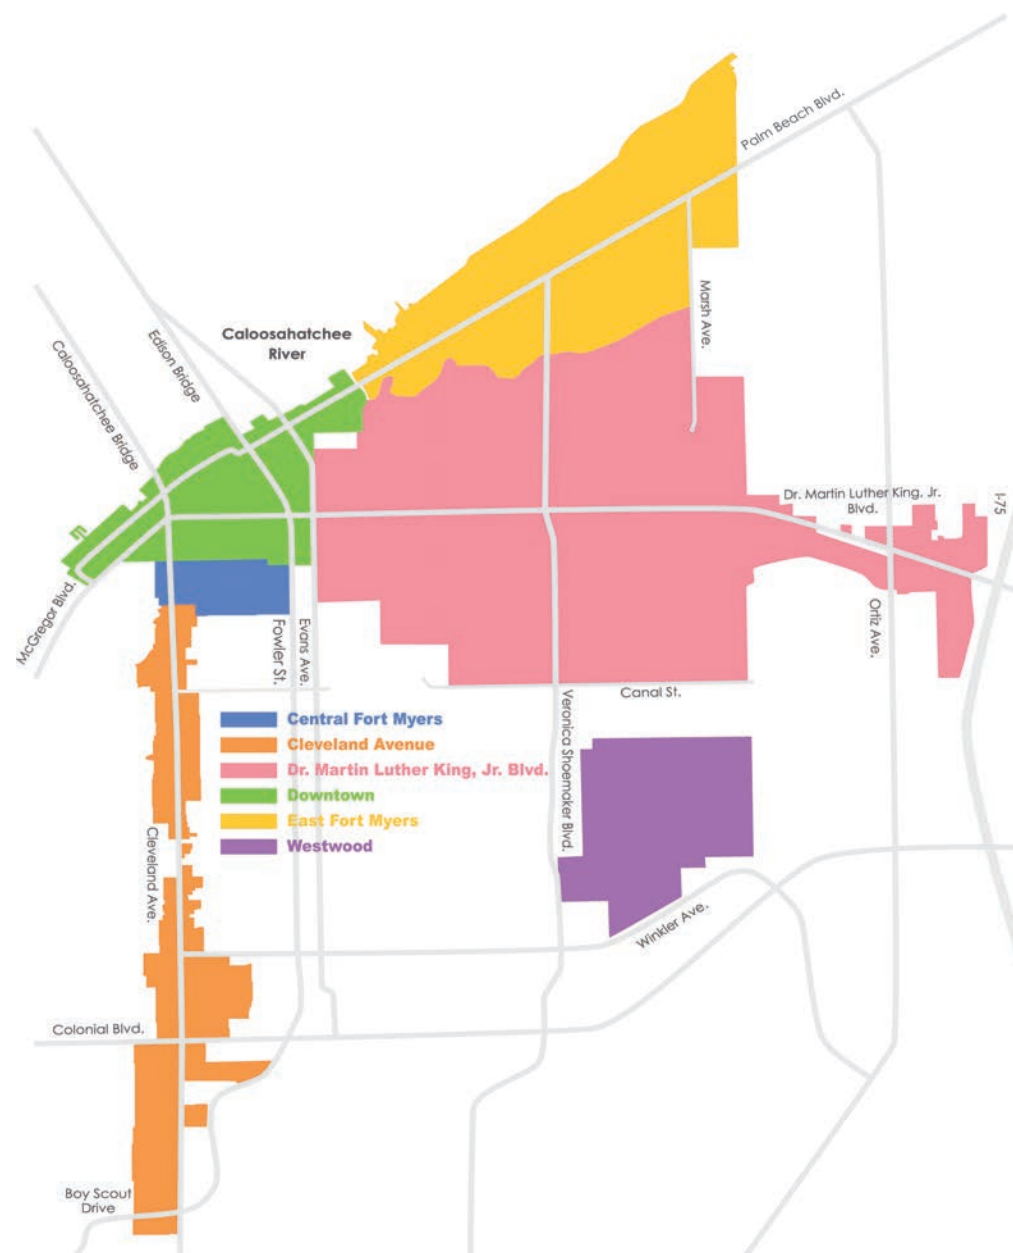 Palm Beach Blvd.
Marsh Ave.
Caloosahatchee
River
Edison Bridge
Caloosahatchee Bridge
Dr. Martin Luther King, Jr.
Blvd.
I-75
McGregor Blvd.
Fowler St.
Evans Ave.
Ortiz Ave.
Canal St.
Veronica Shoemaker Blvd.
Central Fort Myers
Cleveland Avenue
Dr. Martin Luther King, Jr. Blvd.
Downtown
East Fort Myers
Westwood
Cleveland Ave.
Winkler Ave.
Colonial Blvd.
Boy Scout
Drive